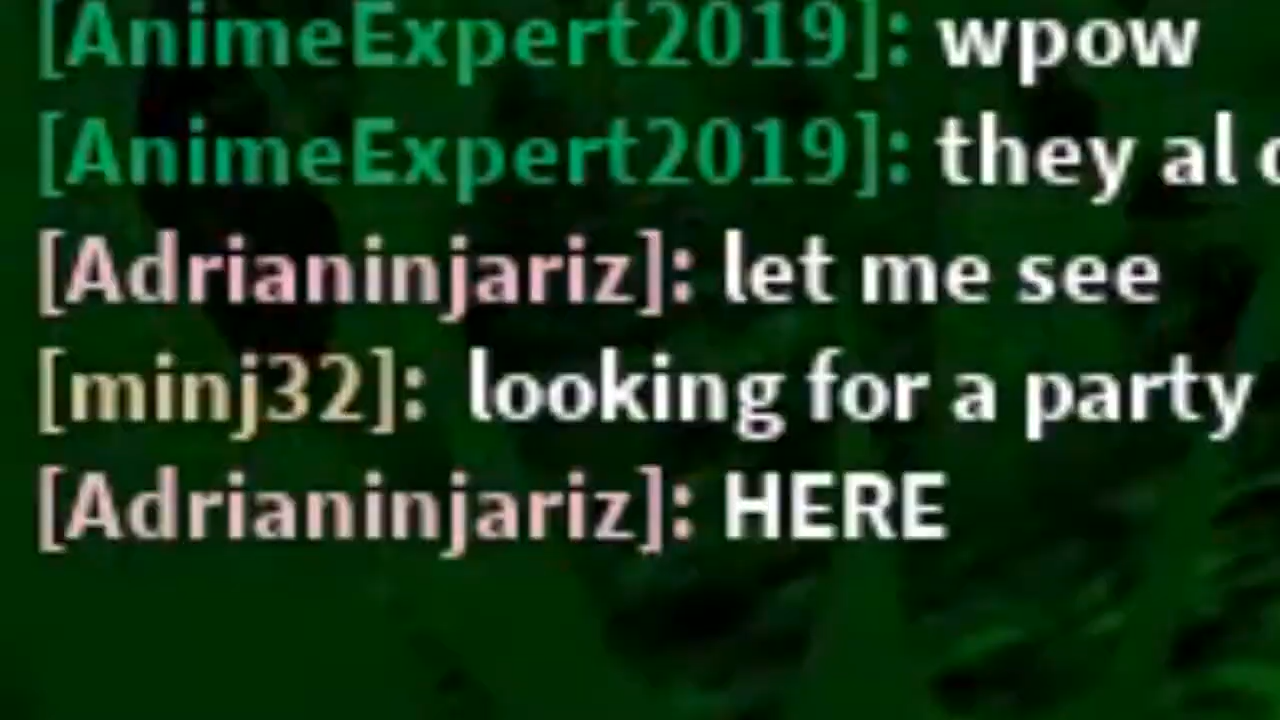 [AnimeExpert2019]: wpow
[AnimeExpert2019]: they al
[Adrianinjariz]: let me see
[minj32]: looking for a party
[Adrianinjariz]: HERE